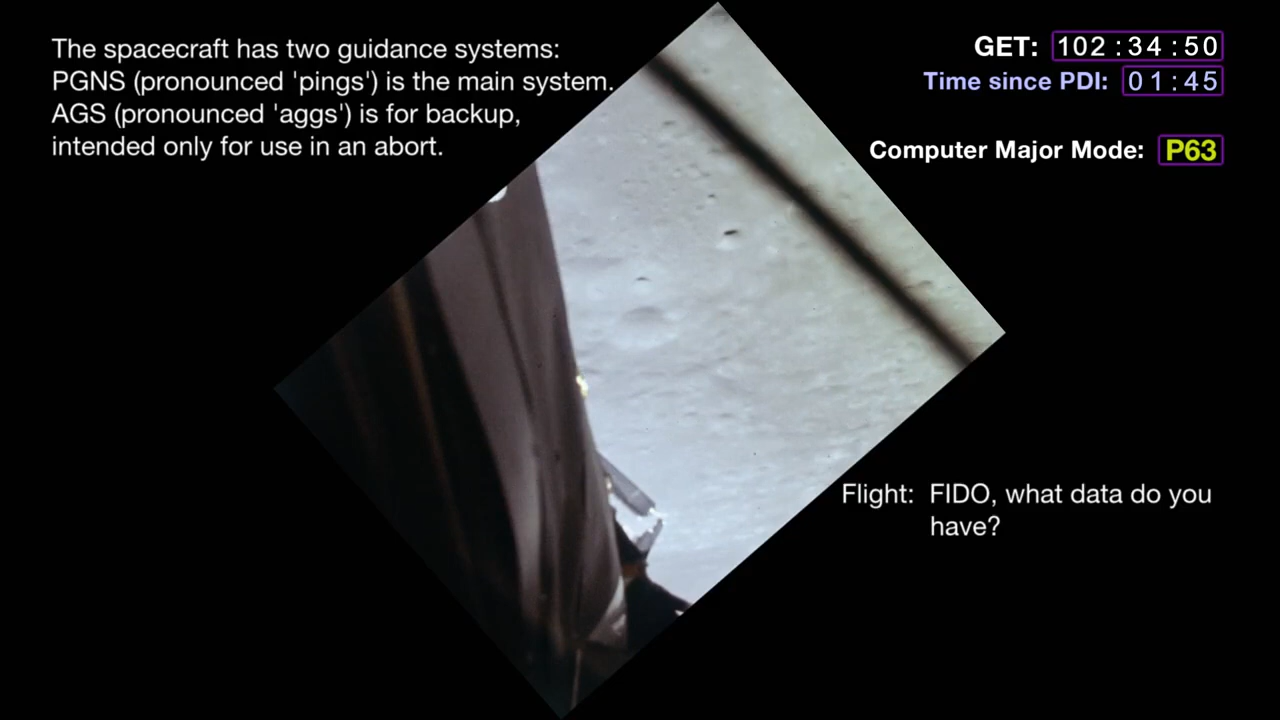 The spacecraft has two guidance systems:
PGNS (pronounced 'pings') is the main system.
AGS (pronounced 'aggs') is for backup,
intended only for use in an abort.
GET: 102:34:50
Time since PDI: 01:45
Computer Major Mode: P63
Flight: FIDO, what data do you
have?